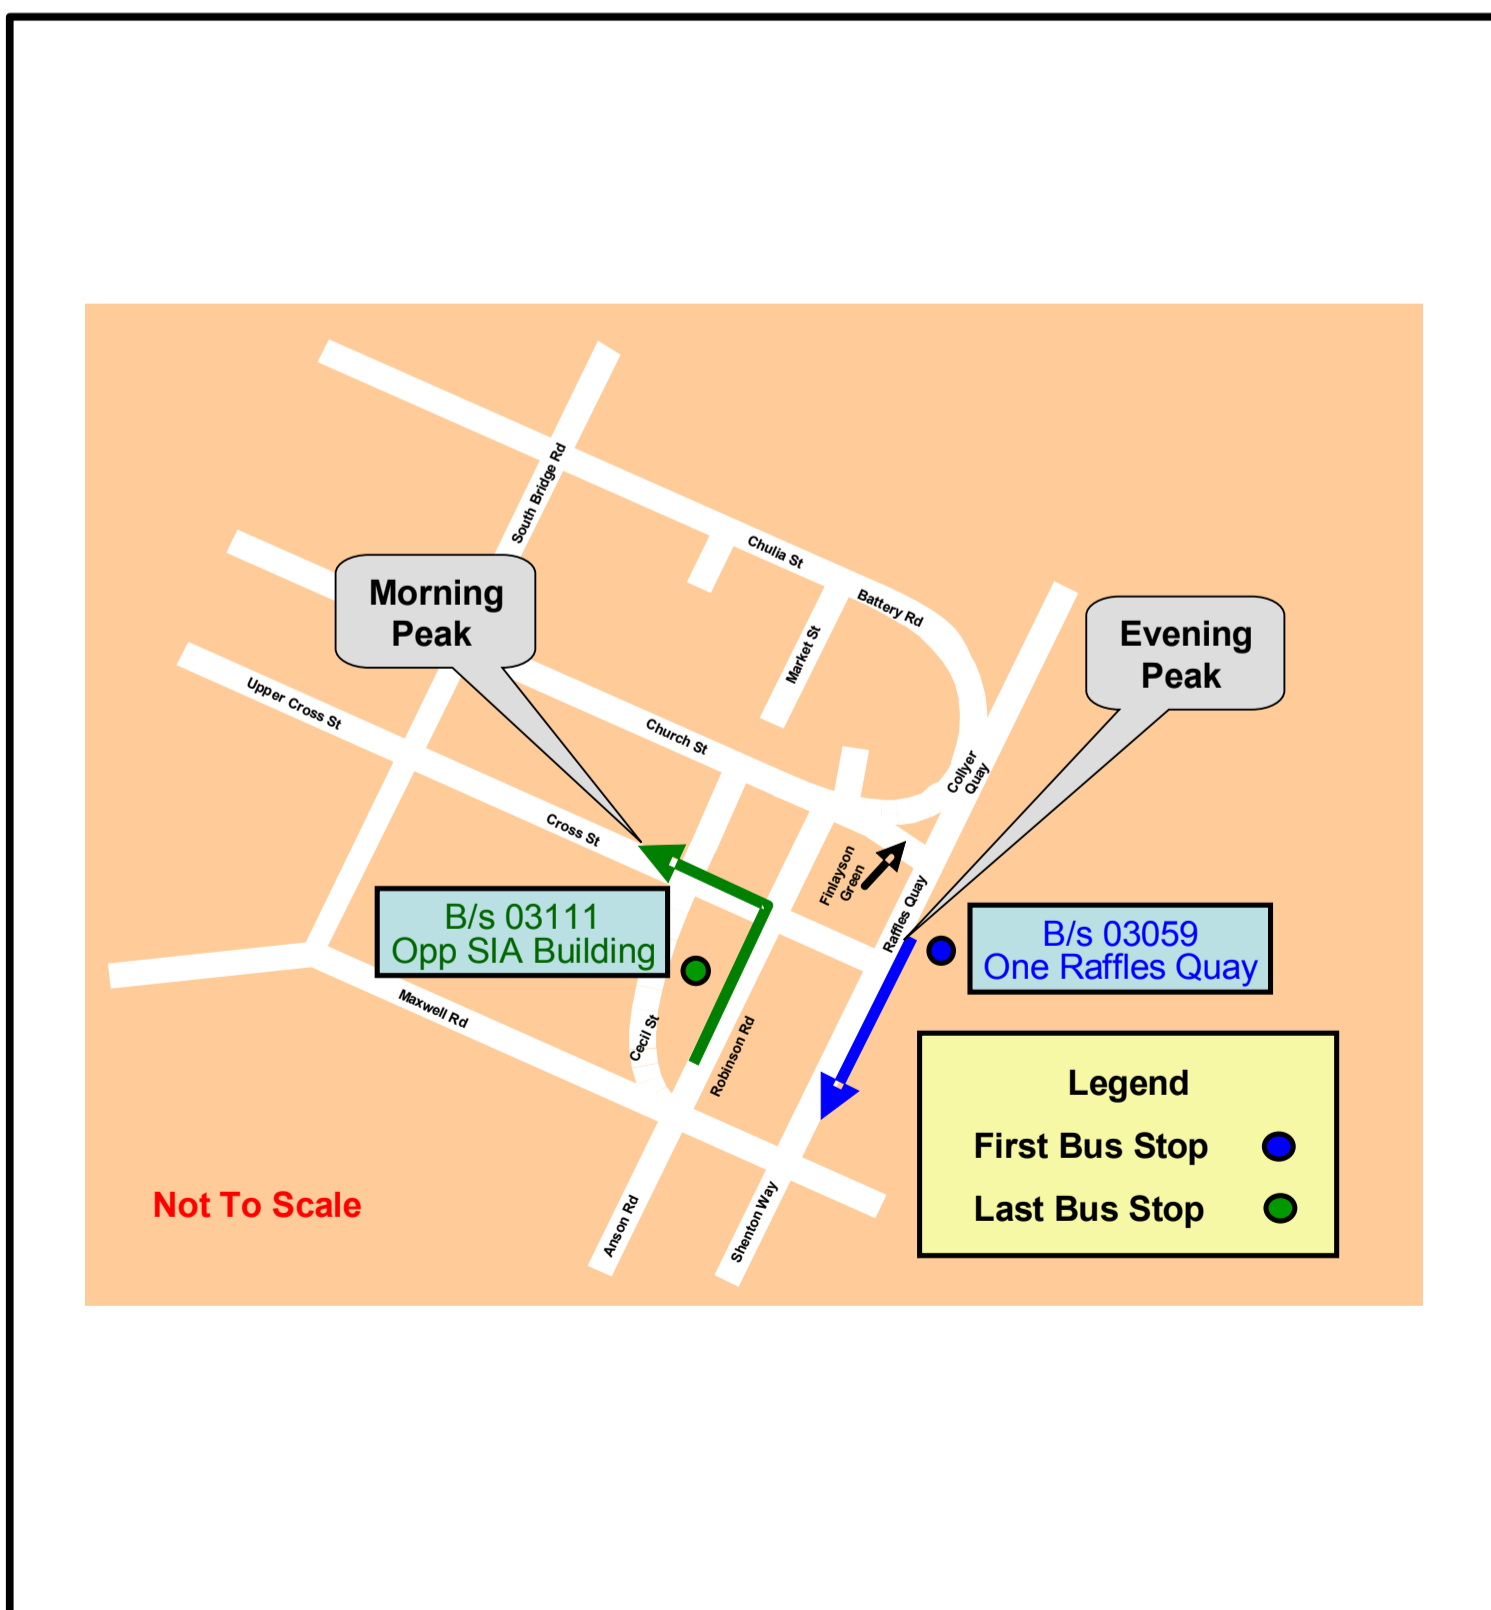 South Bridge Rd
Chulia St
Battery Rd
Morning
Peak
Evening
Peak
Market St
Upper Cross St
Church St
Collyer
Quay
Cross St
Finlayson
Green
Raffles Quay
B/s 03111
Opp SIA Building
B/s 03059
One Raffles Quay
Maxwell Rd
Cecil St
Robinson Rd
Legend
First Bus Stop
Last Bus Stop
Not To Scale
Anson Rd
Shenton Way